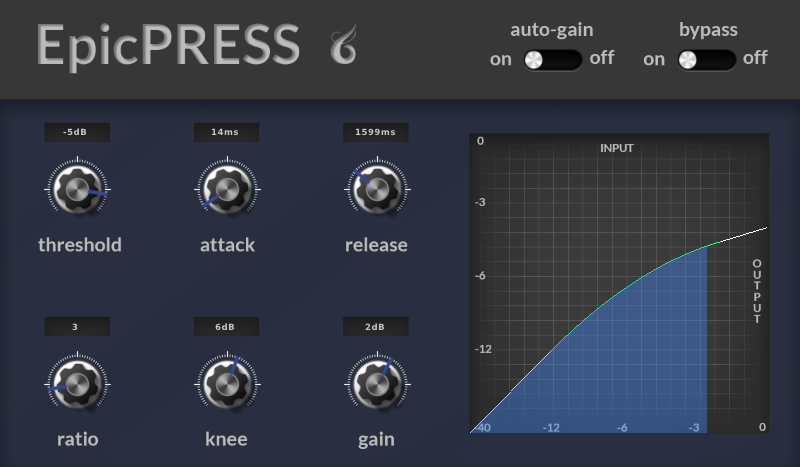 EpicPRESS
auto-gain
on off
bypass
on off
-5dB
threshold
14ms
attack
1599ms
release
3
ratio
6dB
knee
2dB
gain
INPUT
0
-3
-6
-12
-40 -12 -6 -3 0
OUTPUT